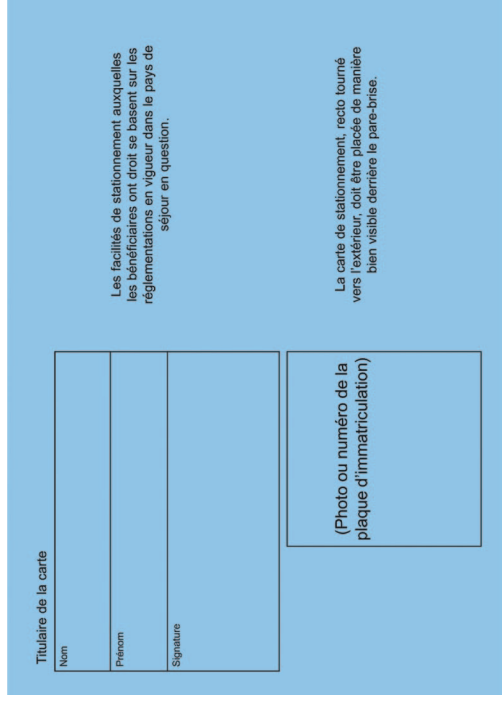 Titulaire de la carte
Nom
Prénom
Signature
(Photo ou numéro de la
plaque d'immatriculation)
Les facilités de stationnement auxquelles
les bénéficiaires ont droit se basent sur les
réglementations en vigueur dans le pays de
séjour en question.
La carte de stationnement, recto tourné
vers l'extérieur, doit être placée de manière
bien visible derrière le pare-brise.